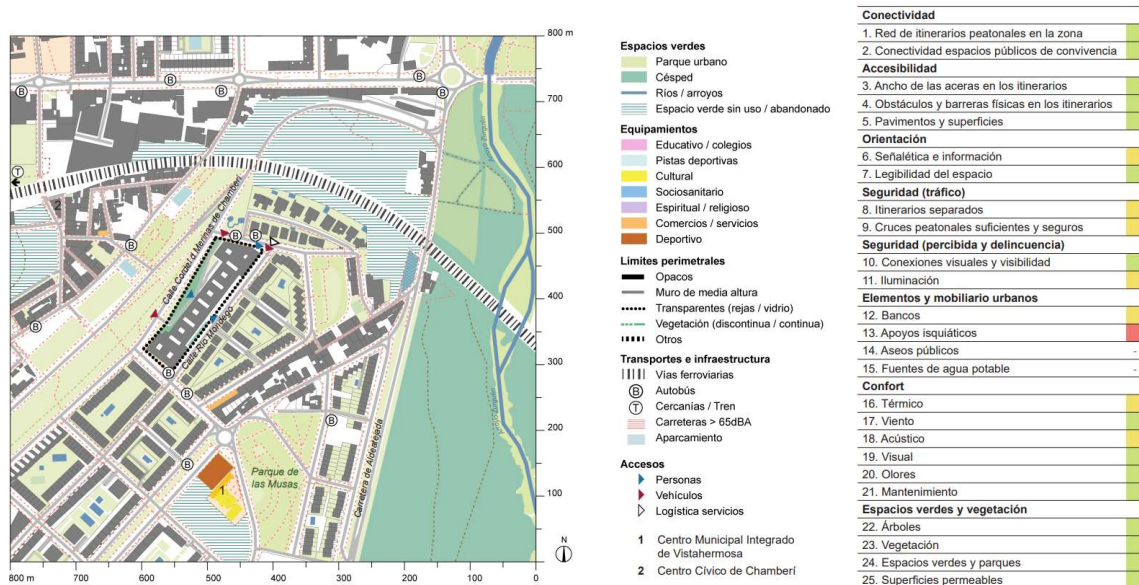 800 m
700
600
500
400
300
200
100
0
800 m
700
600
500
400
300
200
100
0
N
B
B
B
B
B
T
2
B
B
B
B
B
B
B
B
B
Calle Cordel d Merinas de Chamberí
Calle Río Mondego
Carretera de Aldeatejada
Parque de
las Musas
1
Espacios verdes
Parque urbano
Césped
Ríos / arroyos
Espacio verde sin uso / abandonado
Equipamientos
Educativo / colegios
Pistas deportivas
Cultural
Sociosanitario
Espiritual / religioso
Comercios / servicios
Deportivo
Límites perimetrales
Opacos
Muro de media altura
Transparentes (rejas / vidrio)
Vegetación (discontinua / continua)
Otros
Transportes e infraestructura
Vías ferroviarias
B Autobús
T Cercanías / Tren
Carreteras > 65dBA
Aparcamiento
Accesos
Personas
Vehículos
Logística servicios
1 Centro Municipal Integrado
de Vistahermosa
2 Centro Cívico de Chamberí
Conectividad
1. Red de itinerarios peatonales en la zona
2. Conectividad espacios públicos de convivencia
Accesibilidad
3. Ancho de las aceras en los itinerarios
4. Obstáculos y barreras físicas en los itinerarios
5. Pavimentos y superficies
Orientación
6. Señalética e información
7. Legibilidad del espacio
Seguridad (tráfico)
8. Itinerarios separados
9. Cruces peatonales suficientes y seguros
Seguridad (percibida y delincuencia)
10. Conexiones visuales y visibilidad
11. Iluminación
Elementos y mobiliario urbanos
12. Bancos
13. Apoyos isquiáticos
14. Aseos públicos -
15. Fuentes de agua potable -
Confort
16. Térmico
17. Viento
18. Acústico
19. Visual
20. Olores
21. Mantenimiento
Espacios verdes y vegetación
22. Árboles
23. Vegetación
24. Espacios verdes y parques
25. Superficies permeables